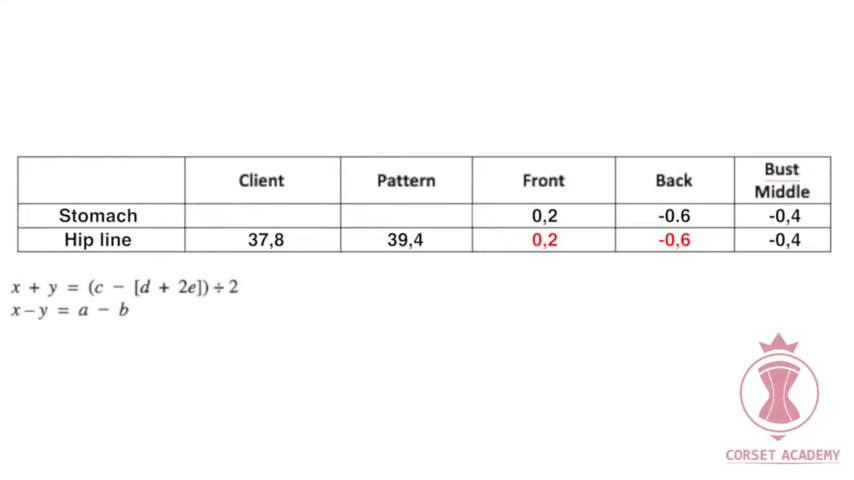 Client Pattern Front Back Bust Middle
Stomach 0,2 -0.6 -0,4
Hip line 37,8 39,4 0,2 -0,6 -0,4
x + y = (c − [d + 2e]) ÷ 2
x − y = a − b
CORSET ACADEMY